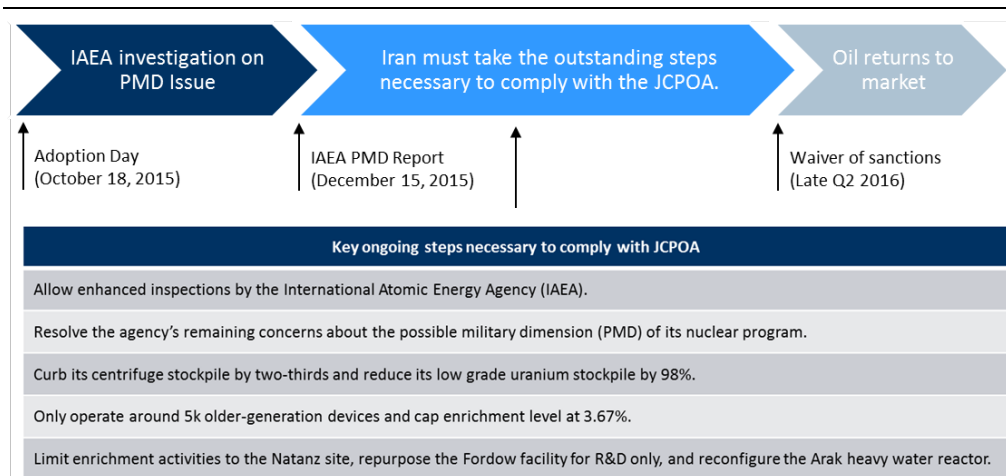 IAEA investigation on
PMD Issue
Iran must take the outstanding steps
necessary to comply with the JCPOA.
Oil returns to
market
Adoption Day
(October 18, 2015)
IAEA PMD Report
(December 15, 2015)
Waiver of sanctions
(Late Q2 2016)
Key ongoing steps necessary to comply with JCPOA
Allow enhanced inspections by the International Atomic Energy Agency (IAEA).
Resolve the agency's remaining concerns about the possible military dimension (PMD) of its nuclear program.
Curb its centrifuge stockpile by two-thirds and reduce its low grade uranium stockpile by 98%.
Only operate around 5k older-generation devices and cap enrichment level at 3.67%.
Limit enrichment activities to the Natanz site, repurpose the Fordow facility for R&D only, and reconfigure the Arak heavy water reactor.